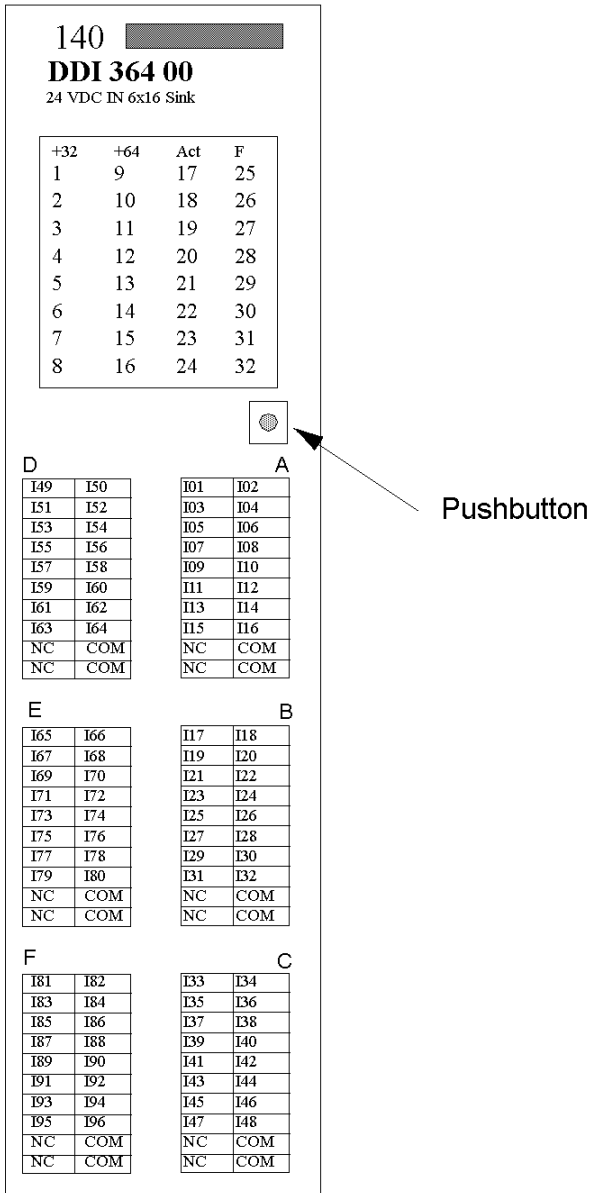 140
DDI 364 00
24 VDC IN 6x16 Sink
+32 +64 Act F
1 9 17 25
2 10 18 26
3 11 19 27
4 12 20 28
5 13 21 29
6 14 22 30
7 15 23 31
8 16 24 32
Pushbutton
D A
I49 I50 I01 I02
I51 I52 I03 I04
I53 I54 I05 I06
I55 I56 I07 I08
I57 I58 I09 I10
I59 I60 I11 I12
I61 I62 I13 I14
I63 I64 I15 I16
NC COM NC COM
NC COM NC COM
E B
I65 I66 I17 I18
I67 I68 I19 I20
I69 I70 I21 I22
I71 I72 I23 I24
I73 I74 I25 I26
I75 I76 I27 I28
I77 I78 I29 I30
I79 I80 I31 I32
NC COM NC COM
NC COM NC COM
F C
I81 I82 I33 I34
I83 I84 I35 I36
I85 I86 I37 I38
I87 I88 I39 I40
I89 I90 I41 I42
I91 I92 I43 I44
I93 I94 I45 I46
I95 I96 I47 I48
NC COM NC COM
NC COM NC COM